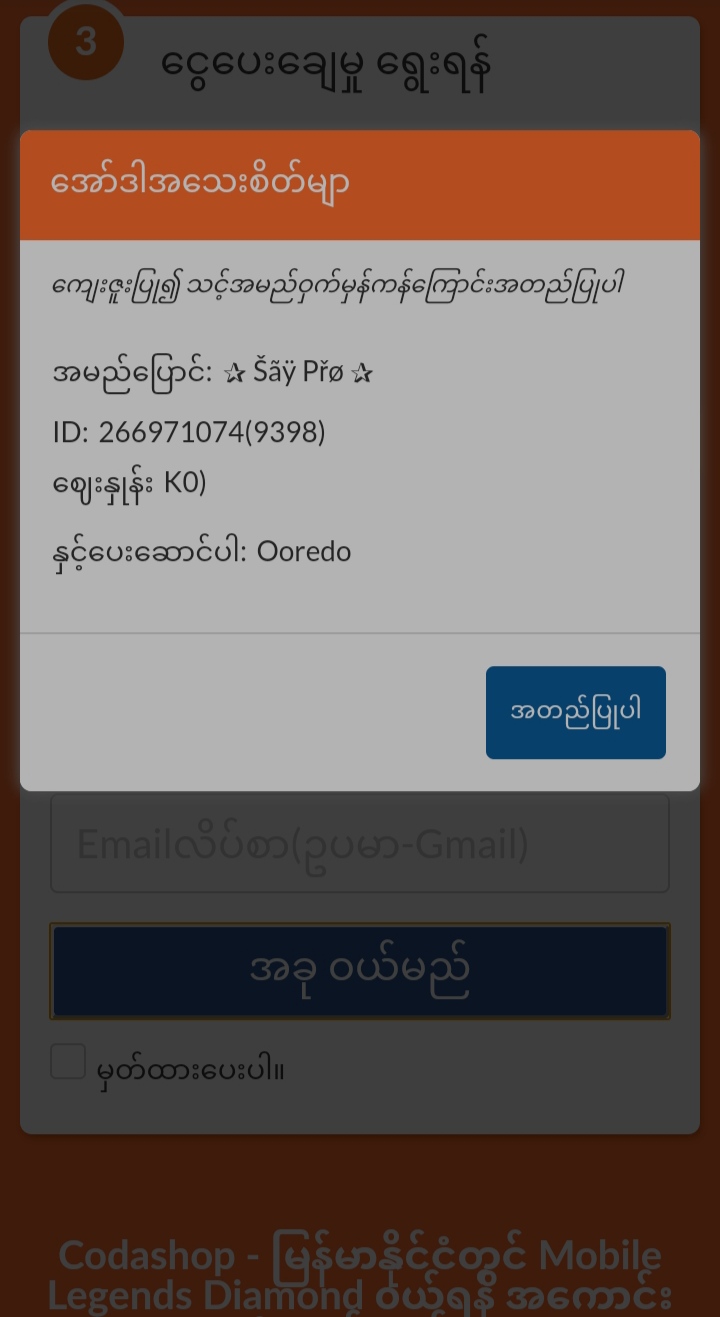 3
ငွေပေးချေမှု ရွေးရန်
အော်ဒါအသေးစိတ်မျာ
ကျေးဇူးပြု၍ သင့်အမည်ဝှက်မှန်ကန်ကြောင်းအတည်ပြုပါ
အမည်ပြောင်: ✰ Šãÿ Přø ✰
ID: 266971074(9398)
ဈေးနှုန်း K0)
နှင့်ပေးဆောင်ပါ: Ooredo
အတည်ပြုပါ
Emailလိပ်စာ(ဥပမာ-Gmail)
အခု ဝယ်မည်
မှတ်ထားပေးပါ။
Codashop - မြန်မာနိုင်ငံတွင် Mobile
Legends Diamond ဝယ်ရန် အကောင်း